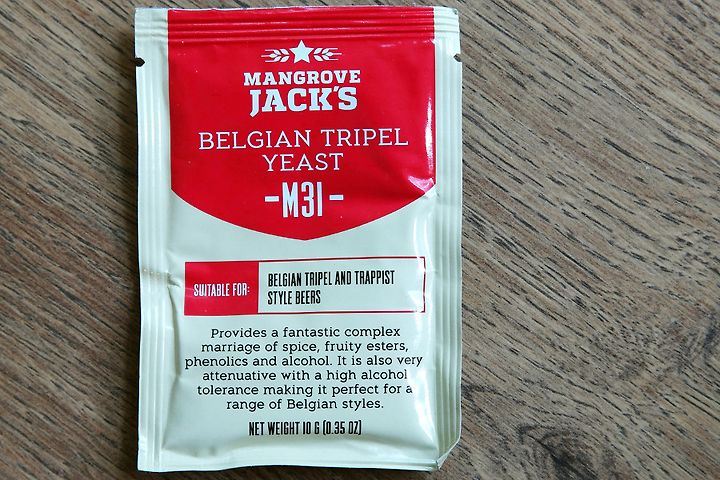 MANGROVE
JACK'S
BELGIAN TRIPEL
YEAST
-M31-
SUITABLE FOR:
BELGIAN TRIPEL AND TRAPPIST
STYLE BEERS
Provides a fantastic complex
marriage of spice, fruity esters,
phenolics and alcohol. It is also very
attenuative with a high alcohol
tolerance making it perfect for a
range of Belgian styles.
NET WEIGHT 10 G (0.35 OZ)